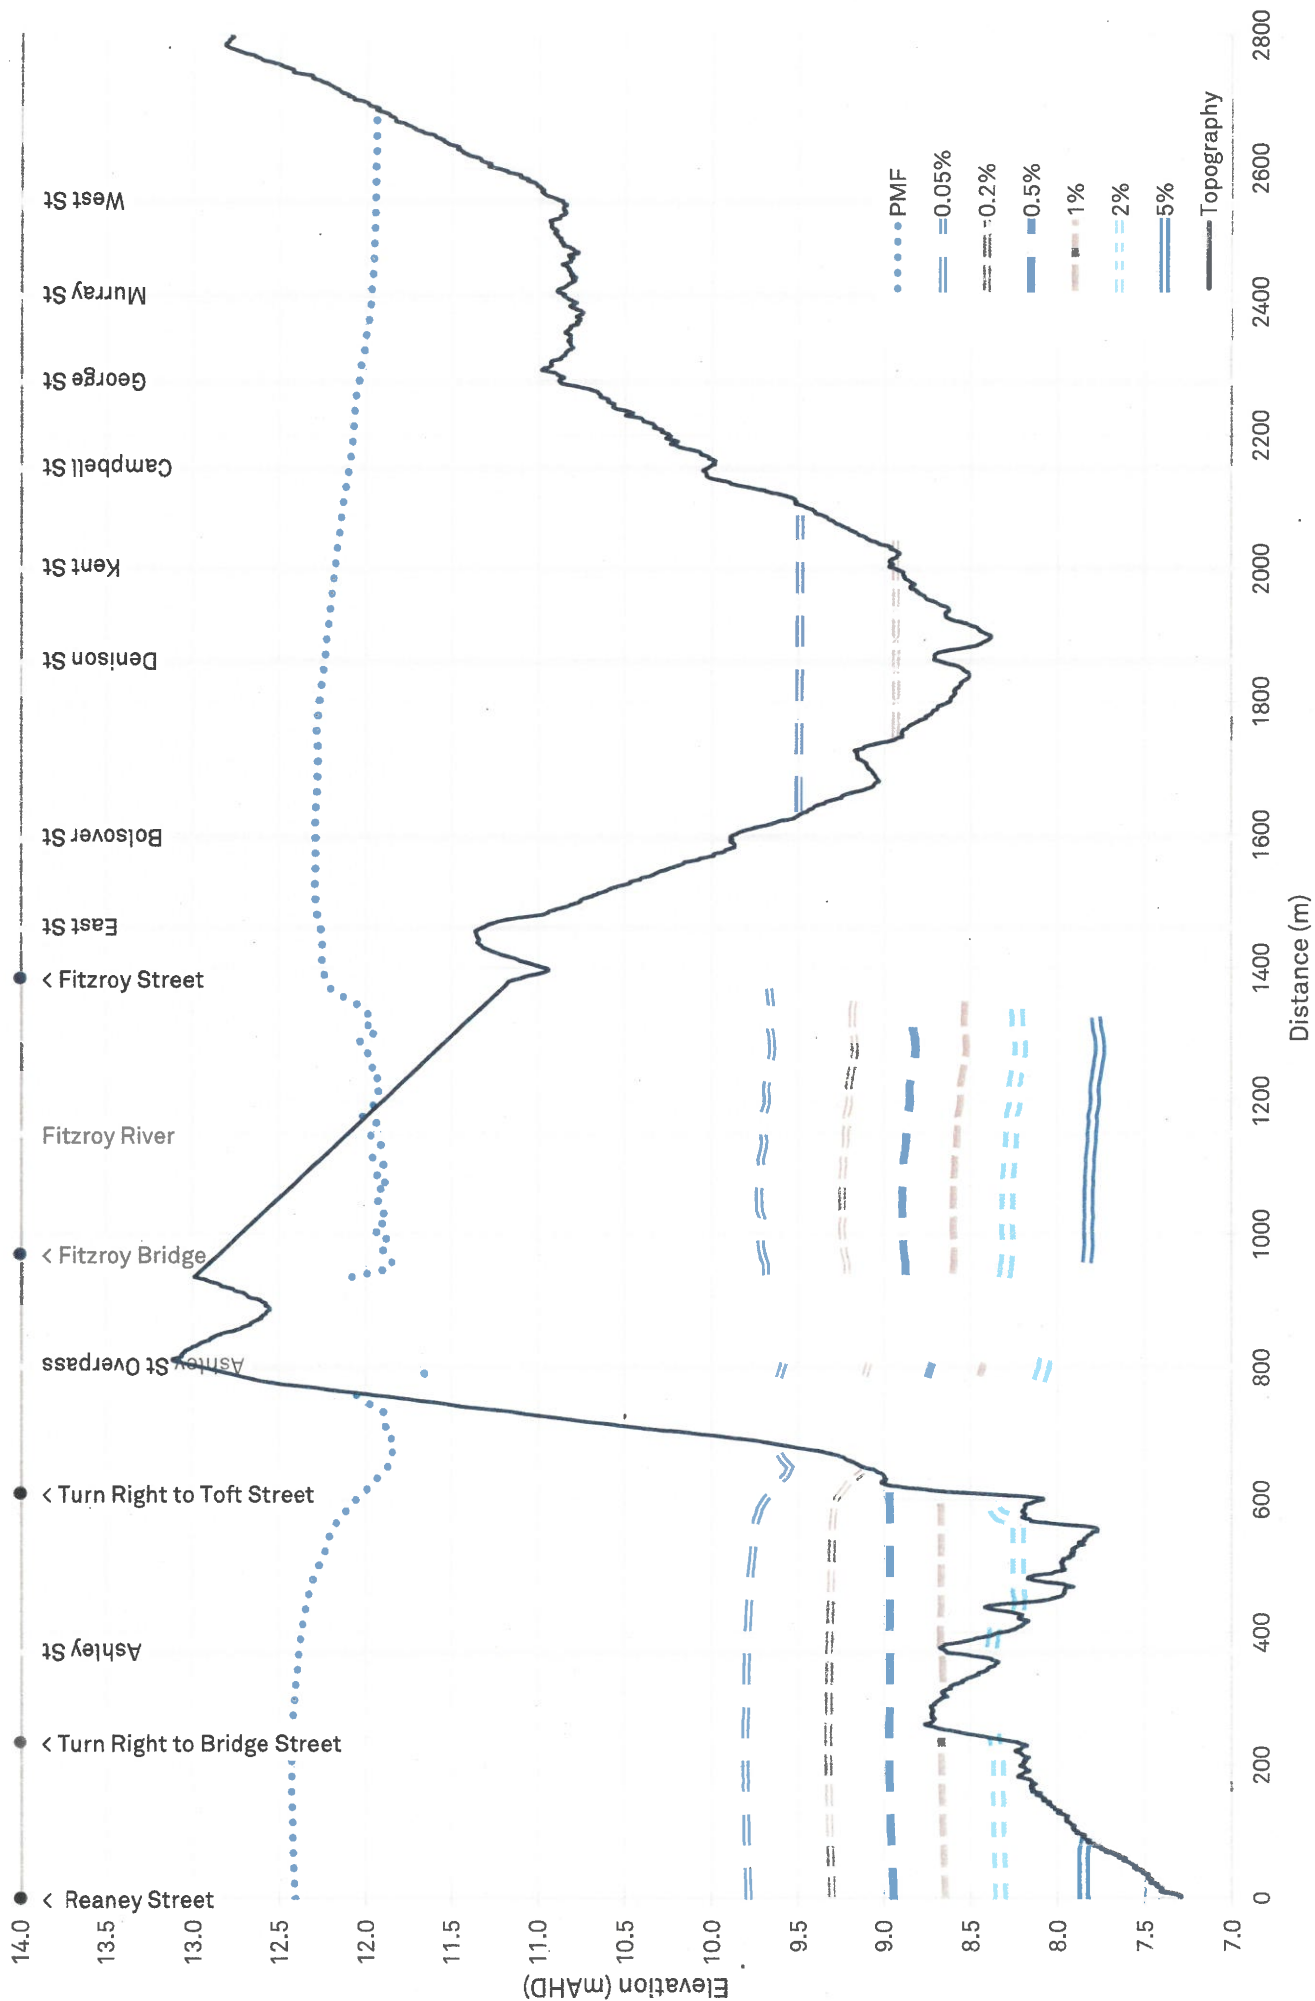 < Reaney Street
< Turn Right to Bridge Street
Ashley St
< Turn Right to Toft Street
Ashley St Overpass
< Fitzroy Bridge
Fitzroy River
< Fitzroy Street
East St
Bolsover St
Denison St
Kent St
Campbell St
George St
Murray St
West St
Elevation (mAHD)
14.0
13.5
13.0
12.5
12.0
11.5
11.0
10.5
10.0
9.5
9.0
8.5
8.0
7.5
7.0
0
200
400
600
800
1000
1200
1400
1600
1800
2000
2200
2400
2600
2800
Distance (m)
PMF
0.05%
0.2%
0.5%
1%
2%
5%
Topography